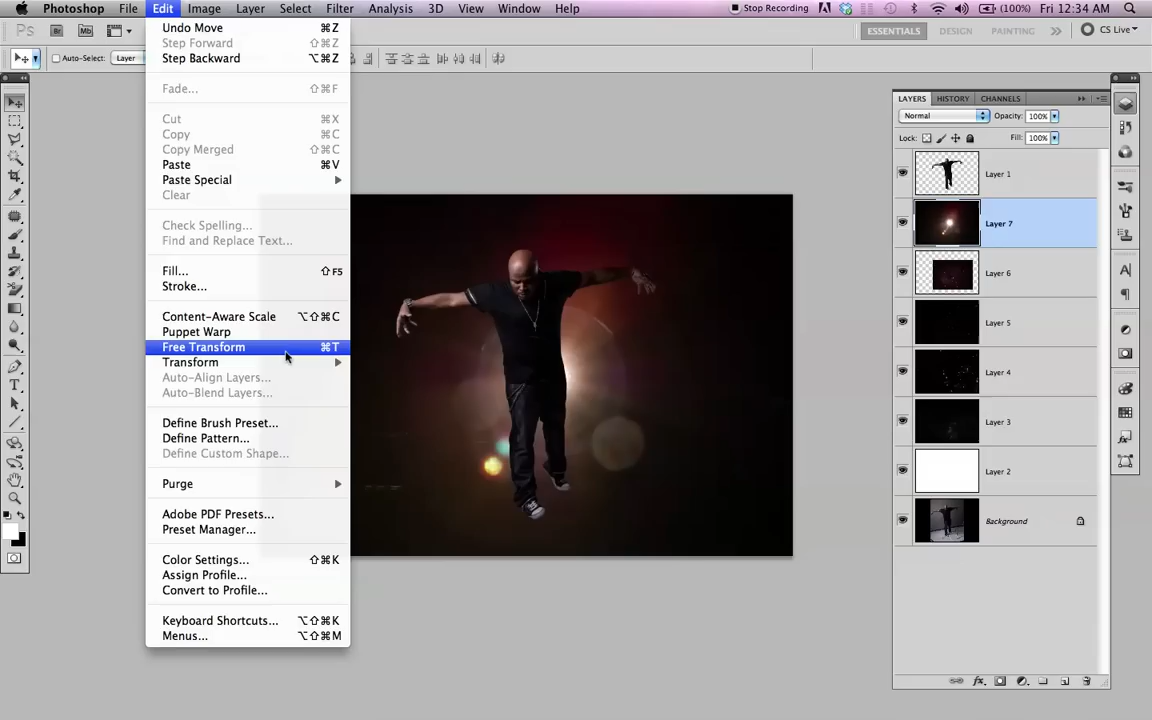 Photoshop File Edit Image Layer Select Filter Analysis 3D View Window Help Stop Recording (100%) Fri 12:34 AM
Ps Br Mb ESSENTIALS DESIGN PAINTING CS Live
Auto-Select: Layer
Undo Move ⌘Z
Step Forward ⇧⌘Z
Step Backward ⌥⌘Z
Fade... ⇧⌘F
Cut ⌘X
Copy ⌘C
Copy Merged ⇧⌘C
Paste ⌘V
Paste Special
Clear
Check Spelling...
Find and Replace Text...
Fill... ⇧F5
Stroke...
Content-Aware Scale ⌥⇧⌘C
Puppet Warp
Free Transform ⌘T
Transform
Auto-Align Layers...
Auto-Blend Layers...
Define Brush Preset...
Define Pattern...
Define Custom Shape...
Purge
Adobe PDF Presets...
Preset Manager...
Color Settings... ⇧⌘K
Assign Profile...
Convert to Profile...
Keyboard Shortcuts... ⌥⇧⌘K
Menus... ⌥⇧⌘M
LAYERS HISTORY CHANNELS
Normal Opacity: 100%
Lock: Fill: 100%
Layer 1
Layer 7
Layer 6
Layer 5
Layer 4
Layer 3
Layer 2
Background